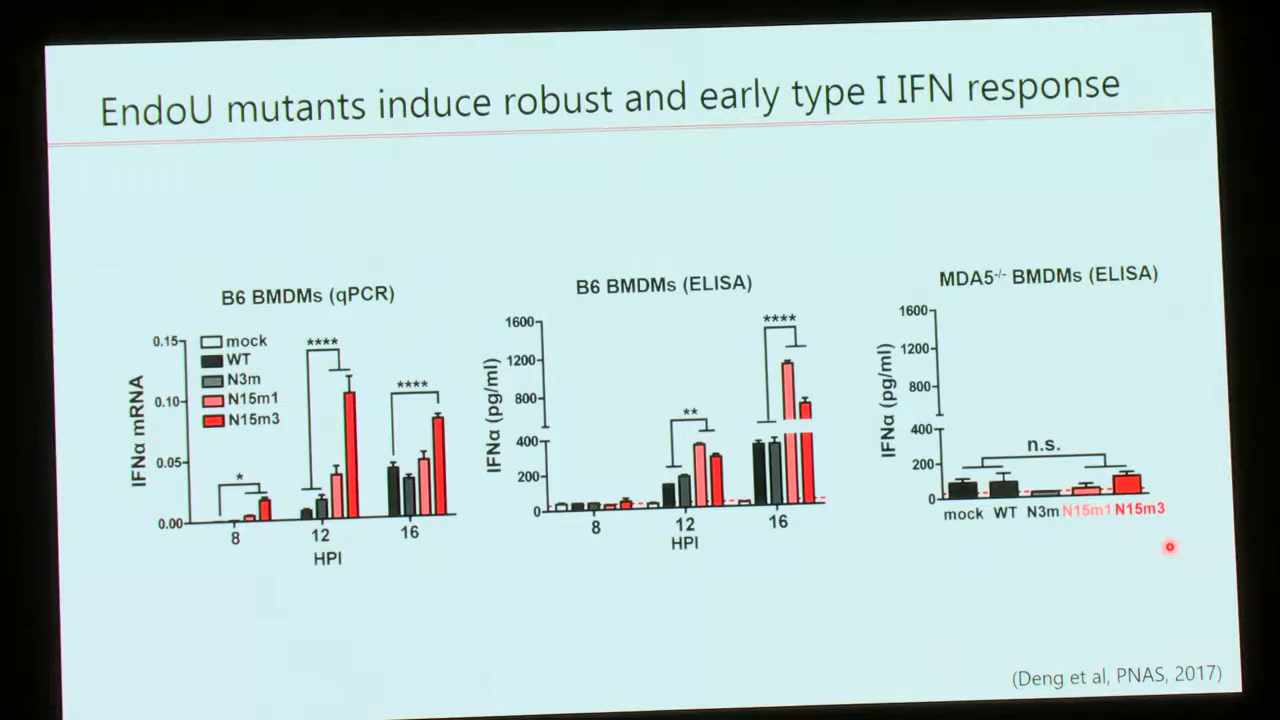 EndoU mutants induce robust and early type I IFN response
B6 BMDMs (qPCR)
IFNα mRNA
0.15
0.10
0.05
0.00
mock
WT
N3m
N15m1
N15m3
*
****
****
8
12
16
HPI
B6 BMDMs (ELISA)
IFNα (pg/ml)
1600
1200
800
400
200
0
**
****
8
12
16
HPI
MDA5-/- BMDMs (ELISA)
IFNα (pg/ml)
1600
1200
800
400
200
0
n.s.
mock WT N3m N15m1 N15m3
(Deng et al, PNAS, 2017)